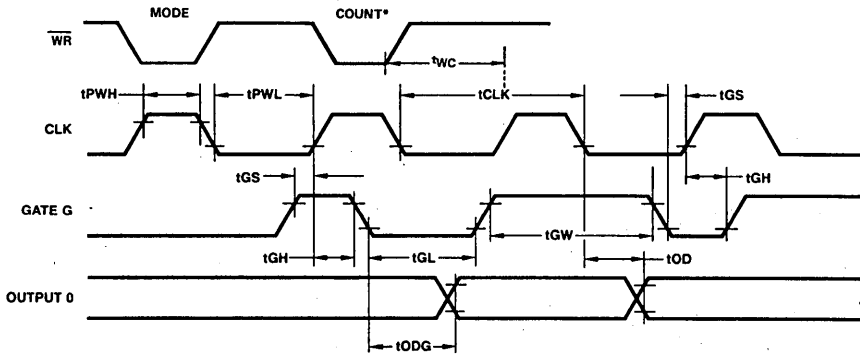 MODE
COUNT*
WR
tWC
tPWH
tPWL
tCLK
tGS
CLK
tGS
tGH
GATE G
tGW
tGH
tGL
tOD
OUTPUT 0
tODG